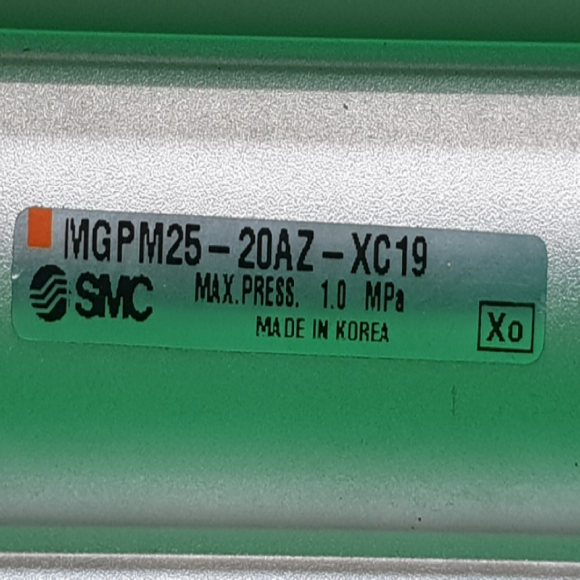 MGPM25-20AZ-XC19
SMC MAX.PRESS. 1.0 MPa
MADE IN KOREA
Xo